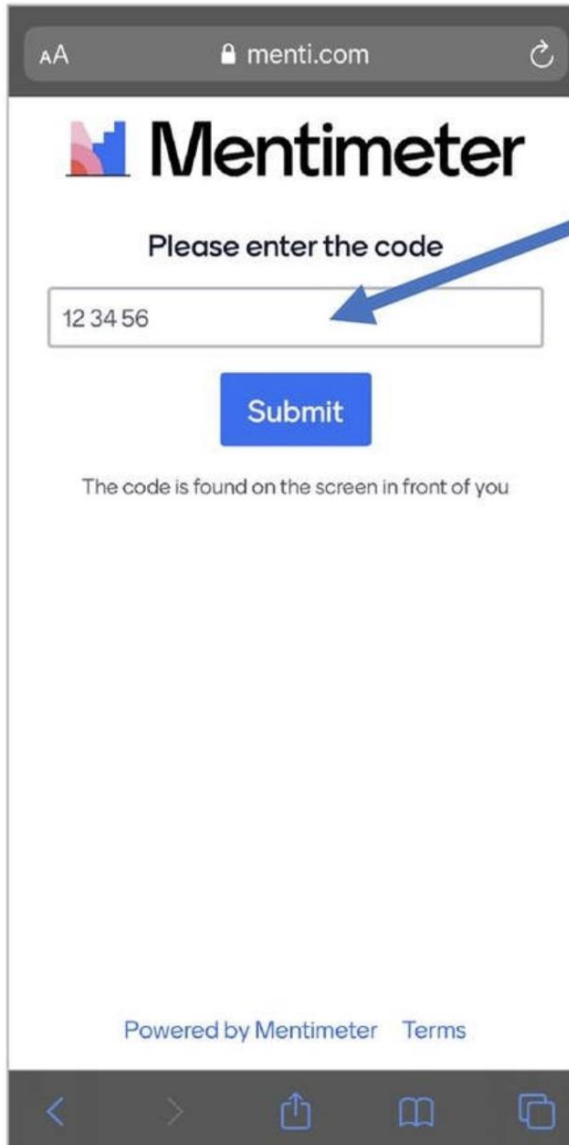 AA menti.com
Mentimeter
Please enter the code
12 34 56
Submit
The code is found on the screen in front of you
Powered by Mentimeter Terms